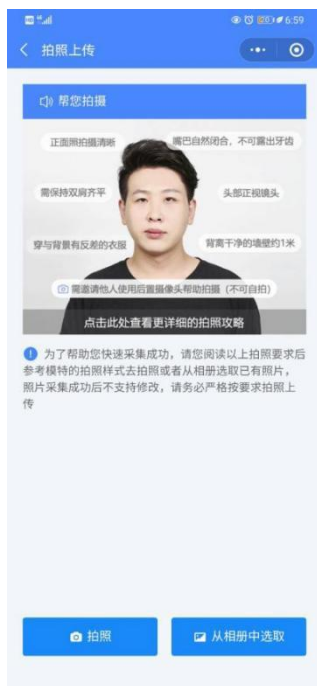 6:59
拍照上传
帮您拍摄
正面照拍摄清晰
嘴巴自然闭合，不可露出牙齿
需保持双肩齐平
头部正视镜头
穿与背景有反差的衣服
背离干净的墙壁约1米
需邀请他人使用后置摄像头帮助拍摄（不可自拍）
点击此处查看更详细的拍照攻略
为了帮助您快速采集成功，请您阅读以上拍照要求后
参考模特的拍照样式去拍照或者从相册选取已有照片，
照片采集成功后不支持修改，请务必严格按要求拍照上
传
拍照
从相册中选取